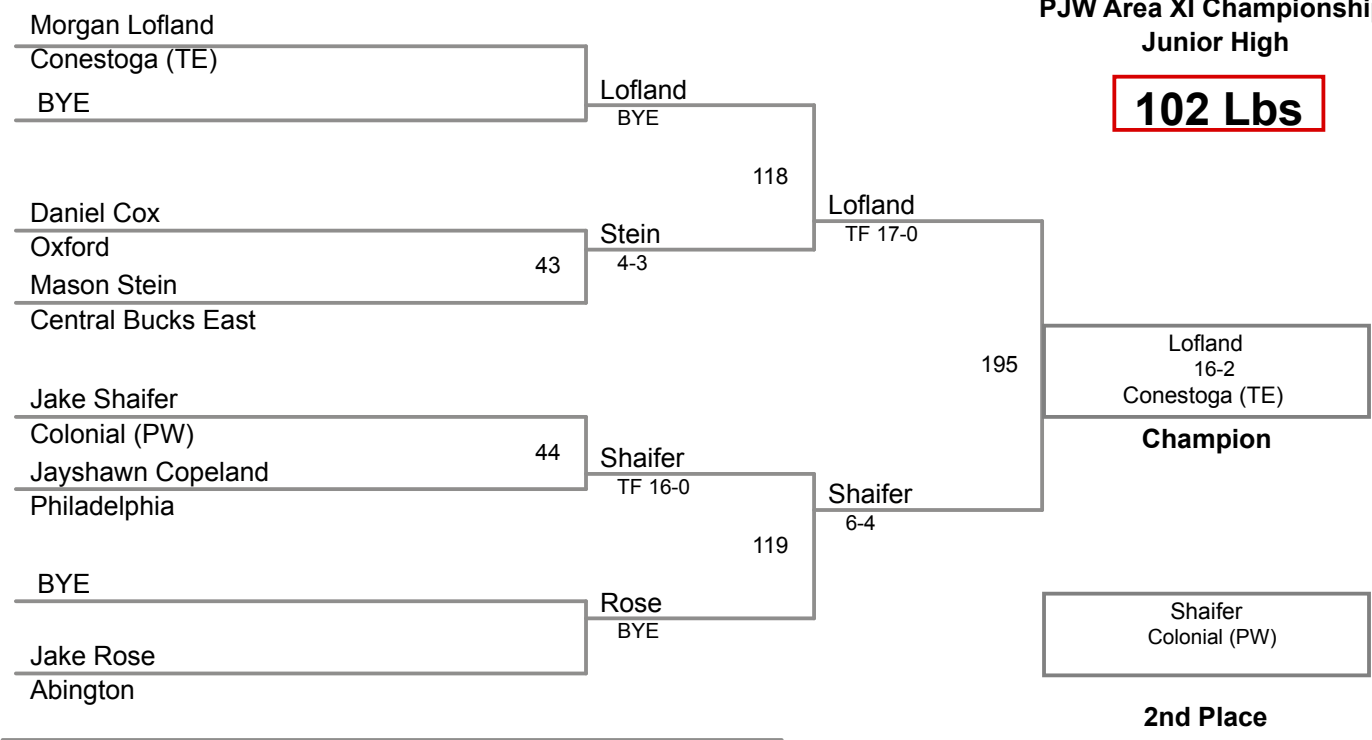 PJW Area XI Championshi
Junior High
102 Lbs
Morgan Lofland
Conestoga (TE)
BYE
Lofland
BYE
118
Daniel Cox
Oxford
43
Mason Stein
Central Bucks East
Stein
4-3
Lofland
TF 17-0
195
Jake Shaifer
Colonial (PW)
44
Jayshawn Copeland
Philadelphia
Shaifer
TF 16-0
119
BYE
Jake Rose
Abington
Rose
BYE
Shaifer
6-4
Lofland
16-2
Conestoga (TE)
Champion
Shaifer
Colonial (PW)
2nd Place